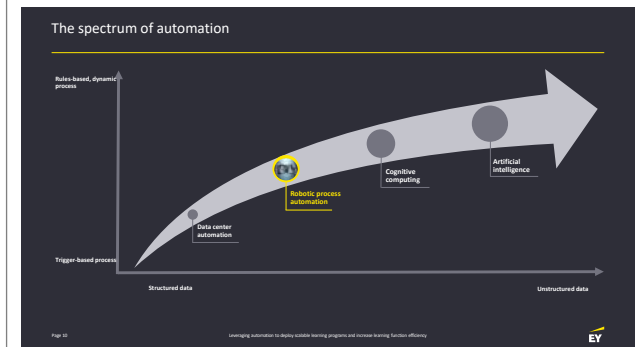 The spectrum of automation
Rules-based, dynamic
process
Artificial
intelligence
Cognitive
computing
Robotic process
automation
Data center
automation
Trigger-based process
Structured data
Unstructured data
Page 10
Leveraging automation to deploy scalable learning programs and increase learning function efficiency
EY